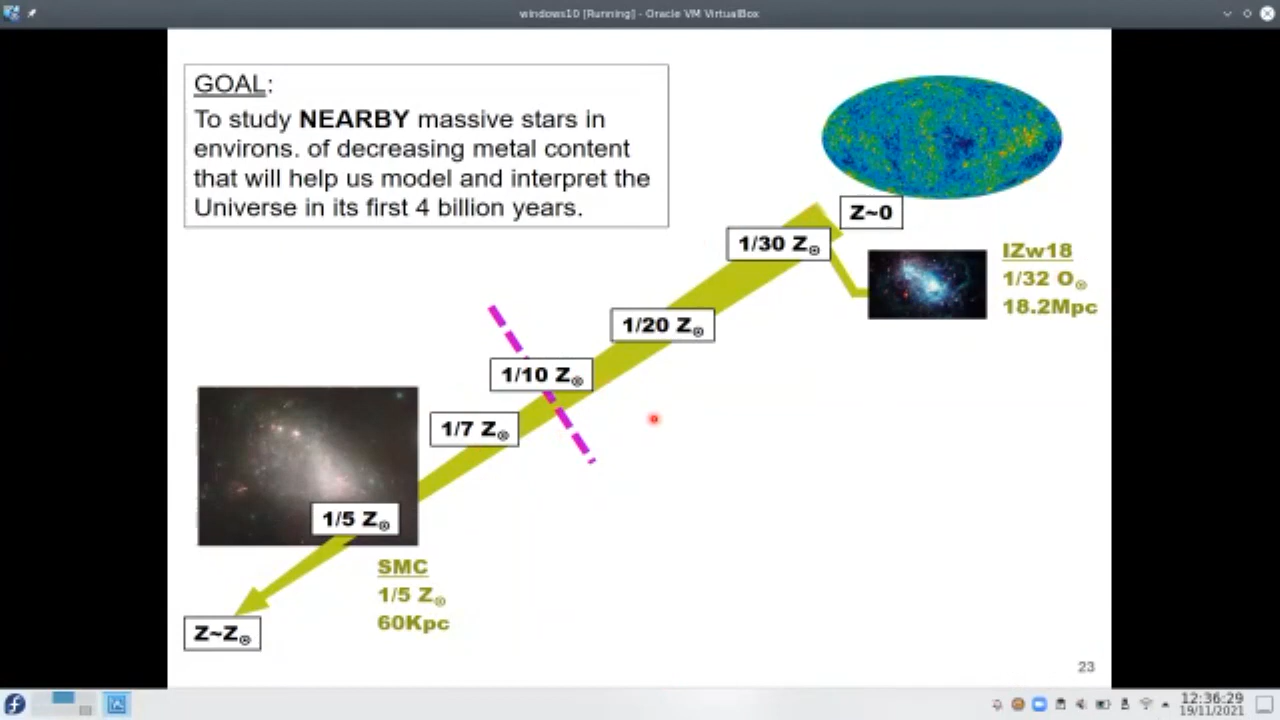 windows10 [Running] - Oracle VM VirtualBox
GOAL:
To study NEARBY massive stars in
environs. of decreasing metal content
that will help us model and interpret the
Universe in its first 4 billion years.
Z~0
1/30 Z⊙
IZw18
1/32 O⊙
18.2Mpc
1/20 Z⊙
1/10 Z⊙
1/7 Z⊙
1/5 Z⊙
SMC
1/5 Z⊙
60Kpc
Z~Z⊙
23
12:36:29
19/11/2021